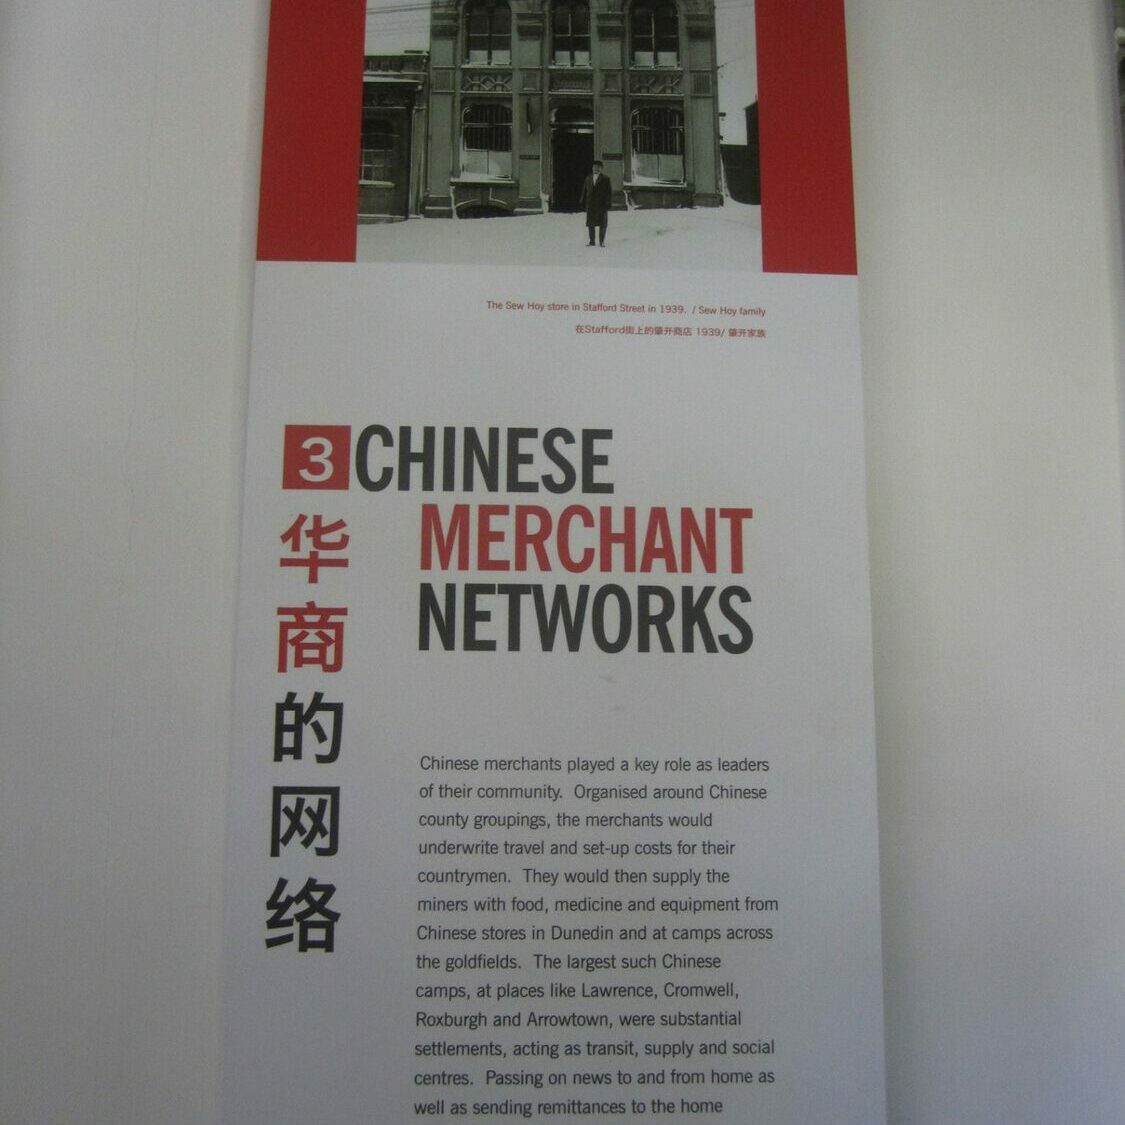 The Sew Hoy store in Stafford Street in 1939. / Sew Hoy family
在Stafford街上的肇开商店 1939/ 肇开家族
3 CHINESE
MERCHANT
NETWORKS
华商的网络
Chinese merchants played a key role as leaders
of their community. Organised around Chinese
county groupings, the merchants would
underwrite travel and set-up costs for their
countrymen. They would then supply the
miners with food, medicine and equipment from
Chinese stores in Dunedin and at camps across
the goldfields. The largest such Chinese
camps, at places like Lawrence, Cromwell,
Roxburgh and Arrowtown, were substantial
settlements, acting as transit, supply and social
centres. Passing on news to and from home as
well as sending remittances to the home